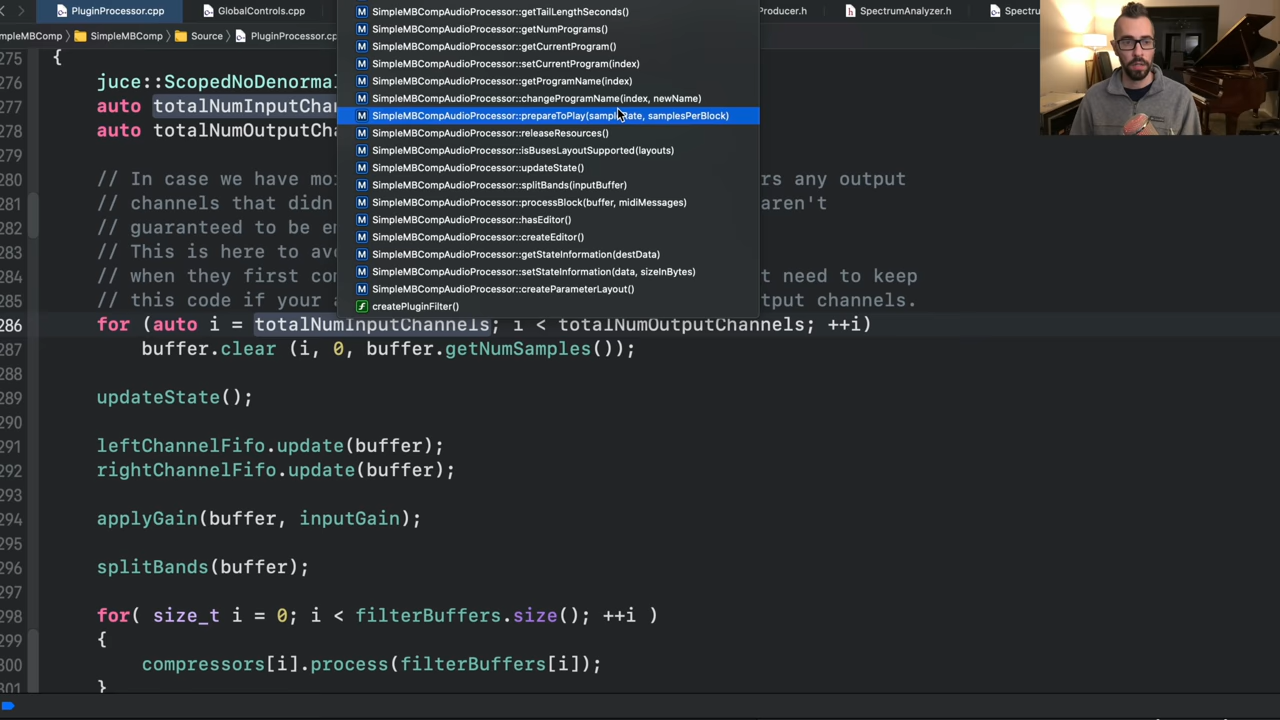 PluginProcessor.cpp
GlobalControls.cpp
Producer.h
SpectrumAnalyzer.h
Spectru
mpleMBComp
SimpleMBComp
Source
PluginProcessor.cp
SimpleMBCompAudioProcessor::getTailLengthSeconds()
SimpleMBCompAudioProcessor::getNumPrograms()
SimpleMBCompAudioProcessor::getCurrentProgram()
SimpleMBCompAudioProcessor::setCurrentProgram(index)
SimpleMBCompAudioProcessor::getProgramName(index)
SimpleMBCompAudioProcessor::changeProgramName(index, newName)
SimpleMBCompAudioProcessor::prepareToPlay(sampleRate, samplesPerBlock)
SimpleMBCompAudioProcessor::releaseResources()
SimpleMBCompAudioProcessor::isBusesLayoutSupported(layouts)
SimpleMBCompAudioProcessor::updateState()
SimpleMBCompAudioProcessor::splitBands(inputBuffer)
SimpleMBCompAudioProcessor::processBlock(buffer, midiMessages)
SimpleMBCompAudioProcessor::hasEditor()
SimpleMBCompAudioProcessor::createEditor()
SimpleMBCompAudioProcessor::getStateInformation(destData)
SimpleMBCompAudioProcessor::setStateInformation(data, sizeInBytes)
SimpleMBCompAudioProcessor::createParameterLayout()
createPluginFilter()
275 {
276 juce::ScopedNoDenormal
277 auto totalNumInputChan
278 auto totalNumOutputCha
279
280 // In case we have mo rs any output
281 // channels that didn aren't
282 // guaranteed to be em
283 // This is here to avo
284 // when they first com t need to keep
285 // this code if your a tput channels.
286 for (auto i = totalNumInputChannels; i < totalNumOutputChannels; ++i)
287 buffer.clear (i, 0, buffer.getNumSamples());
288
289 updateState();
290
291 leftChannelFifo.update(buffer);
292 rightChannelFifo.update(buffer);
293
294 applyGain(buffer, inputGain);
295
296 splitBands(buffer);
297
298 for( size_t i = 0; i < filterBuffers.size(); ++i )
299 {
300 compressors[i].process(filterBuffers[i]);
301 }